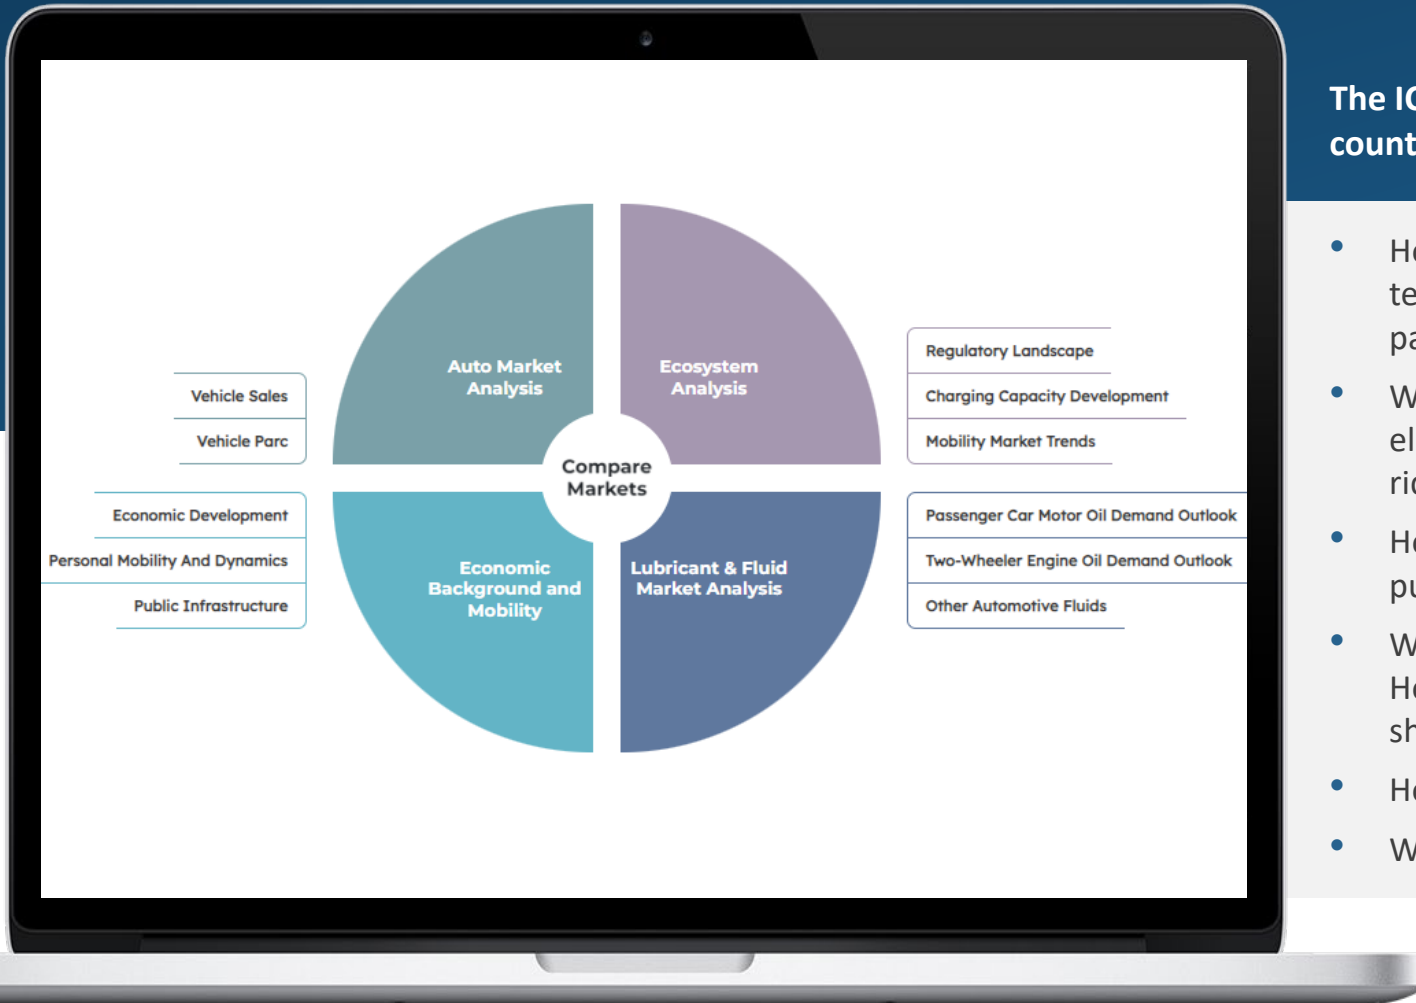 Auto Market
Analysis
Vehicle Sales
Vehicle Parc
Ecosystem
Analysis
Regulatory Landscape
Charging Capacity Development
Mobility Market Trends
Compare
Markets
Economic
Background and
Mobility
Economic Development
Personal Mobility And Dynamics
Public Infrastructure
Lubricant & Fluid
Market Analysis
Passenger Car Motor Oil Demand Outlook
Two-Wheeler Engine Oil Demand Outlook
Other Automotive Fluids
The